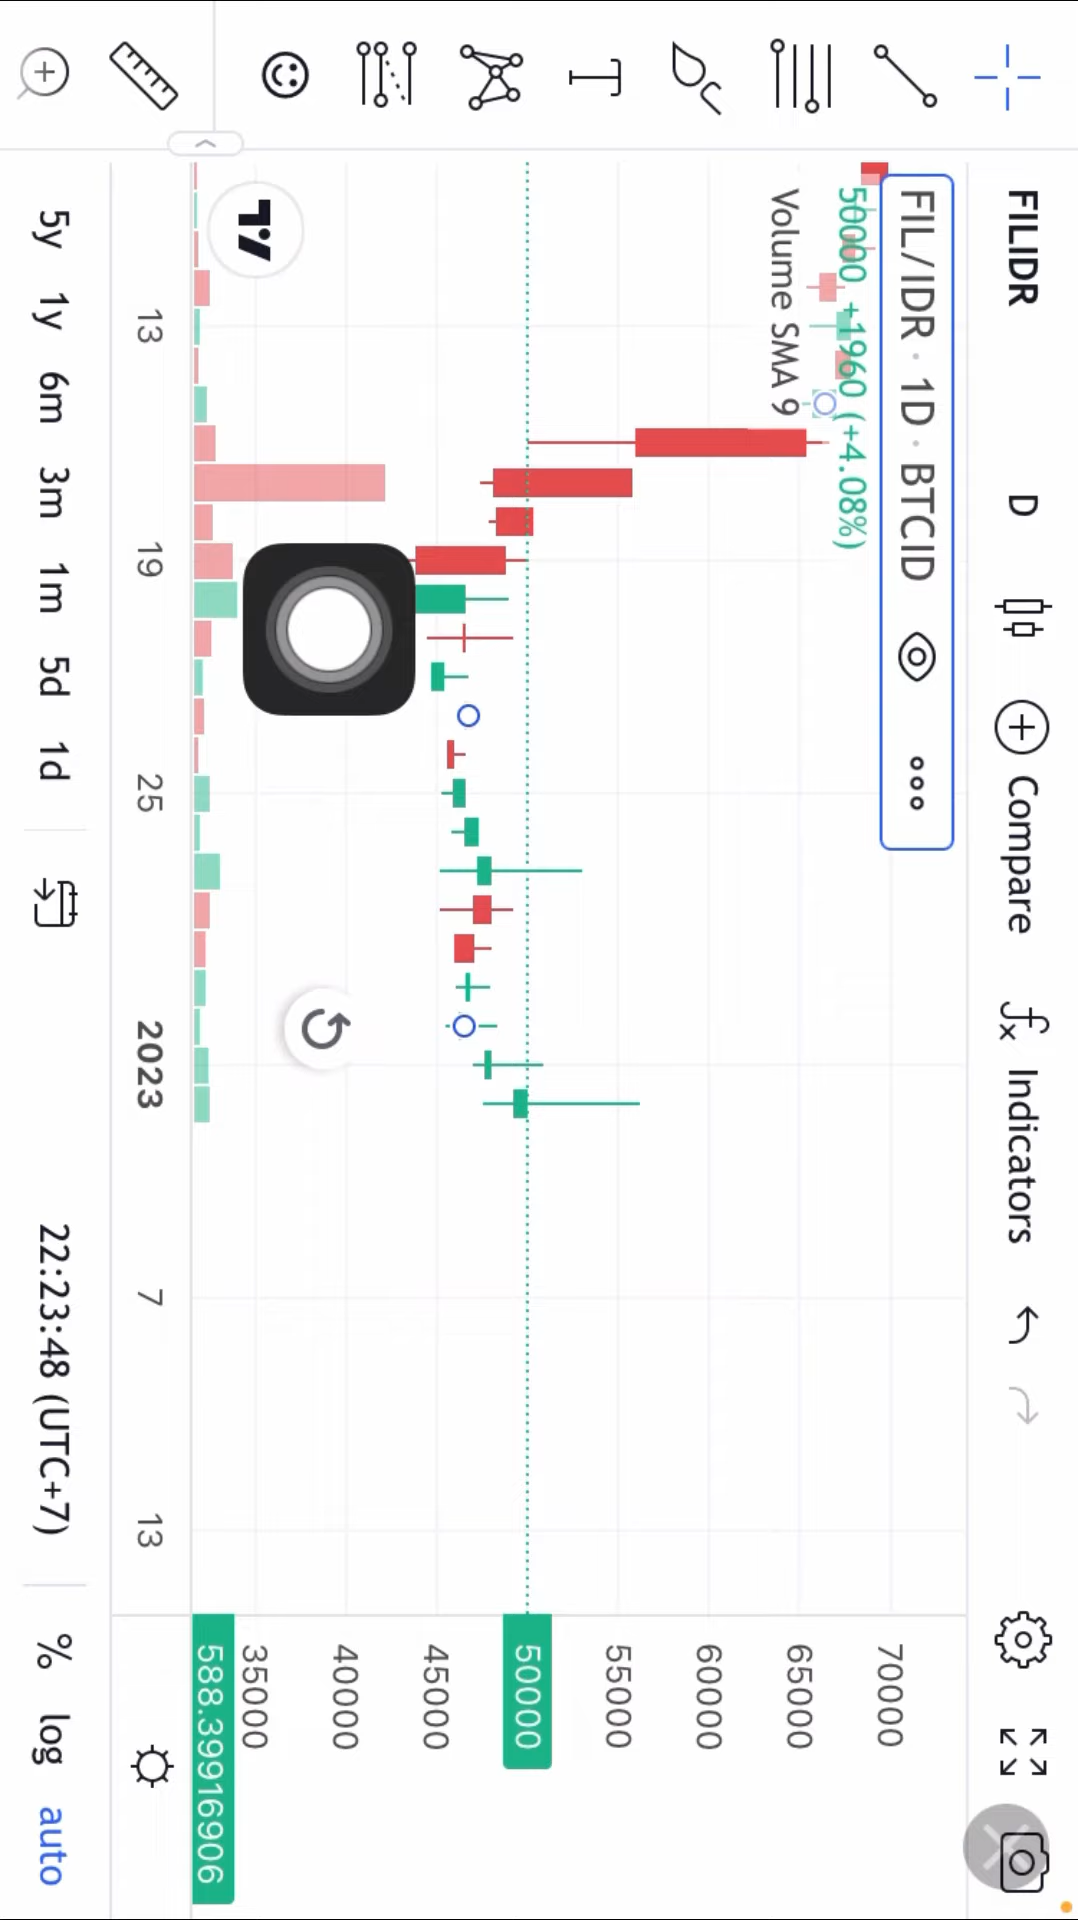 FILIDR D Compare fx Indicators
FIL/IDR · 1D · BTCID
50000 +1960 (+4.08%)
Volume SMA 9
70000
65000
60000
55000
50000
45000
40000
35000
588.39916906
13 19 25 2023 7 13
5y 1y 6m 3m 1m 5d 1d 22:23:48 (UTC+7) % log auto